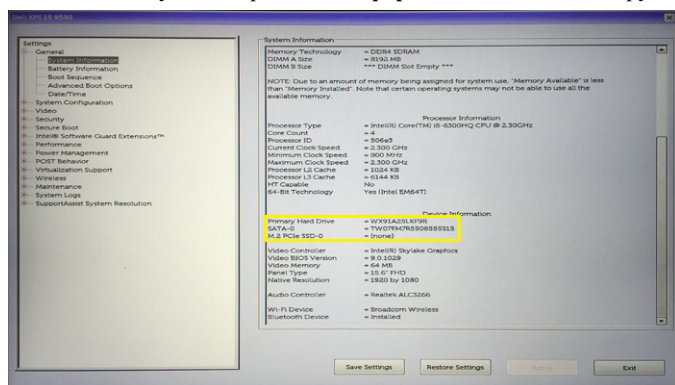 Dell XPS 15 9550
Settings
General
System Information
Battery Information
Boot Sequence
Advanced Boot Options
Date/Time
System Configuration
Video
Security
Secure Boot
Intel® Software Guard Extensions™
Performance
Power Management
POST Behavior
Virtualization Support
Wireless
Maintenance
System Logs
SupportAssist System Resolution
System Information
Memory Technology = DDR4 SDRAM
DIMM A Size = 8192 MB
DIMM B Size *** DIMM Slot Empty ***
NOTE: Due to an amount of memory being assigned for system use, "Memory Available" is less
than "Memory Installed". Note that certain operating systems may not be able to use all the
available memory.
Processor Information
Processor Type = Intel(R) Core(TM) i5-6300HQ CPU @ 2.30GHz
Core Count = 4
Processor ID = 506e3
Current Clock Speed = 2.300 GHz
Minimum Clock Speed = 800 MHz
Maximum Clock Speed = 2.300 GHz
Processor L2 Cache = 1024 KB
Processor L3 Cache = 6144 KB
HT Capable No
64-Bit Technology Yes (Intel EM64T)
Device Information
Primary Hard Drive
SATA-0
M.2 PCIe SSD-0 = (none)
Video Controller = Intel(R) Skylake Graphics
Video BIOS Version = 9.0.1029
Video Memory = 64 MB
Panel Type = 15.6" FHD
Native Resolution = 1920 by 1080
Audio Controller = Realtek ALC3266
Wi-Fi Device = Broadcom Wireless
Bluetooth Device = Installed
Save Settings
Restore Settings
Apply
Exit